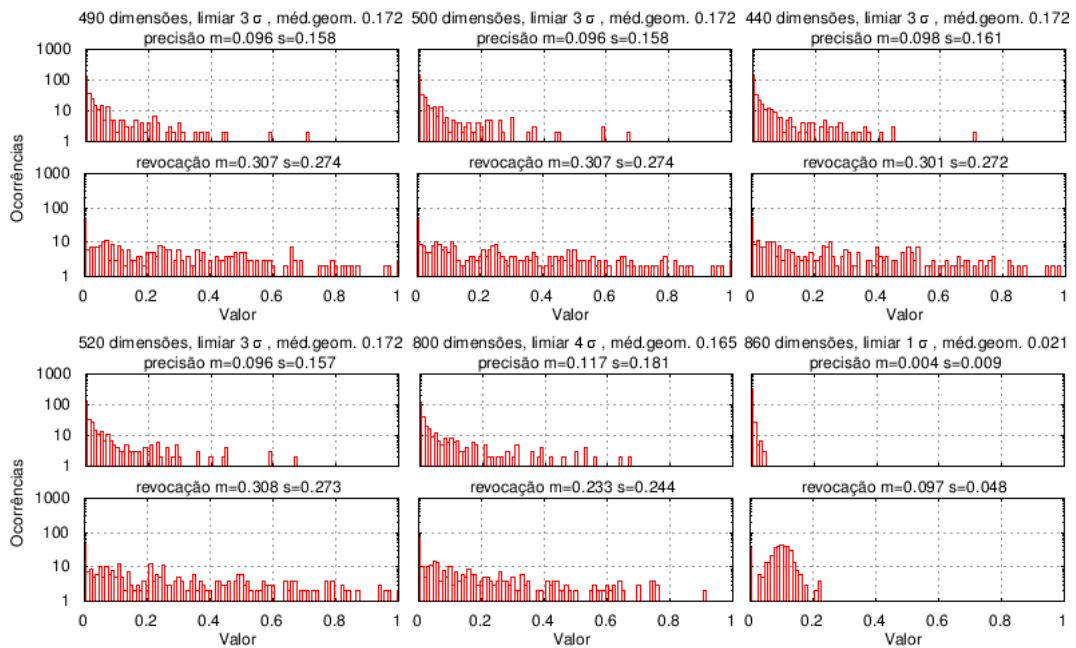 490 dimensões, limiar 3 σ , méd.geom. 0.172
precisão m=0.096 s=0.158
500 dimensões, limiar 3 σ , méd.geom. 0.172
precisão m=0.096 s=0.158
440 dimensões, limiar 3 σ , méd.geom. 0.172
precisão m=0.098 s=0.161
1000
100
10
1
revocação m=0.307 s=0.274
revocação m=0.307 s=0.274
revocação m=0.301 s=0.272
1000
100
10
1
Ocorrências
0 0.2 0.4 0.6 0.8 1
0 0.2 0.4 0.6 0.8 1
0 0.2 0.4 0.6 0.8 1
Valor
Valor
Valor
520 dimensões, limiar 3 σ , méd.geom. 0.172
precisão m=0.096 s=0.157
800 dimensões, limiar 4 σ , méd.geom. 0.165
precisão m=0.117 s=0.181
860 dimensões, limiar 1 σ , méd.geom. 0.021
precisão m=0.004 s=0.009
1000
100
10
1
revocação m=0.308 s=0.273
revocação m=0.233 s=0.244
revocação m=0.097 s=0.048
1000
100
10
1
Ocorrências
0 0.2 0.4 0.6 0.8 1
0 0.2 0.4 0.6 0.8 1
0 0.2 0.4 0.6 0.8 1
Valor
Valor
Valor